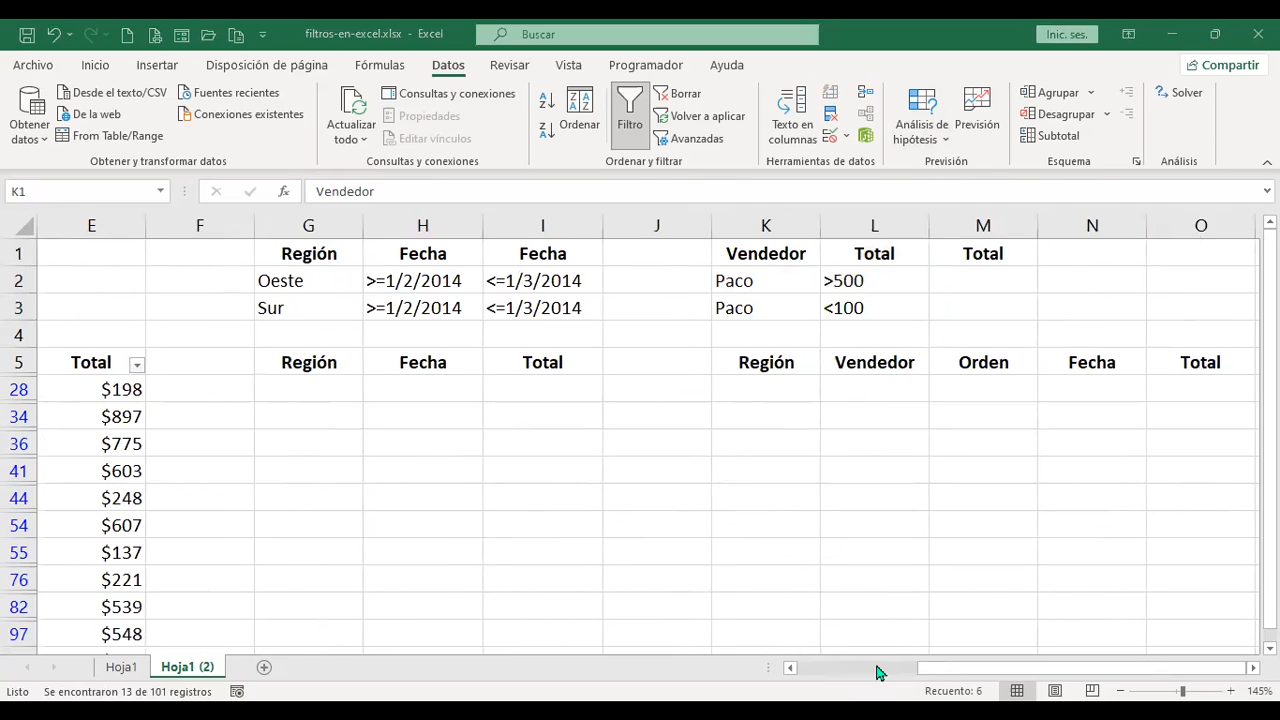 filtros-en-excel.xlsx - Excel
Buscar
Inic. ses.
Archivo Inicio Insertar Disposición de página Fórmulas Datos Revisar Vista Programador Ayuda
Compartir
Obtener datos
Desde el texto/CSV
De la web
From Table/Range
Fuentes recientes
Conexiones existentes
Obtener y transformar datos
Actualizar todo
Consultas y conexiones
Propiedades
Editar vínculos
Consultas y conexiones
Ordenar
Filtro
Borrar
Volver a aplicar
Avanzadas
Ordenar y filtrar
Texto en columnas
Herramientas de datos
Análisis de hipótesis
Previsión
Previsión
Agrupar
Desagrupar
Subtotal
Esquema
Solver
Análisis
K1 fx Vendedor
E F G H I J K L M N O
1 Región Fecha Fecha Vendedor Total Total
2 Oeste >=1/2/2014 <=1/3/2014 Paco >500
3 Sur >=1/2/2014 <=1/3/2014 Paco <100
4
5 Total Región Fecha Total Región Vendedor Orden Fecha Total
28 $198
34 $897
36 $775
41 $603
44 $248
54 $607
55 $137
76 $221
82 $539
97 $548
Hoja1 Hoja1 (2)
Listo Se encontraron 13 de 101 registros Recuento: 6 145%